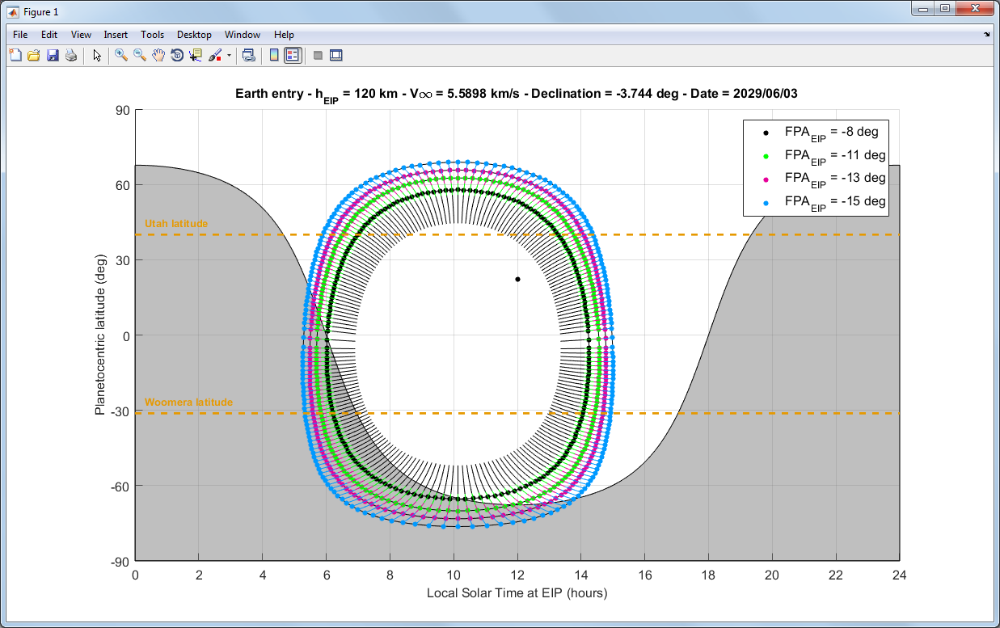 Figure 1
File Edit View Insert Tools Desktop Window Help
Earth entry - hEIP = 120 km - V∞ = 5.5898 km/s - Declination = -3.744 deg - Date = 2029/06/03
FPAEIP = -8 deg
FPAEIP = -11 deg
FPAEIP = -13 deg
FPAEIP = -15 deg
Planetocentric latitude (deg)
90
60
30
0
-30
-60
-90
Utah latitude
Woomera latitude
0 2 4 6 8 10 12 14 16 18 20 22 24
Local Solar Time at EIP (hours)